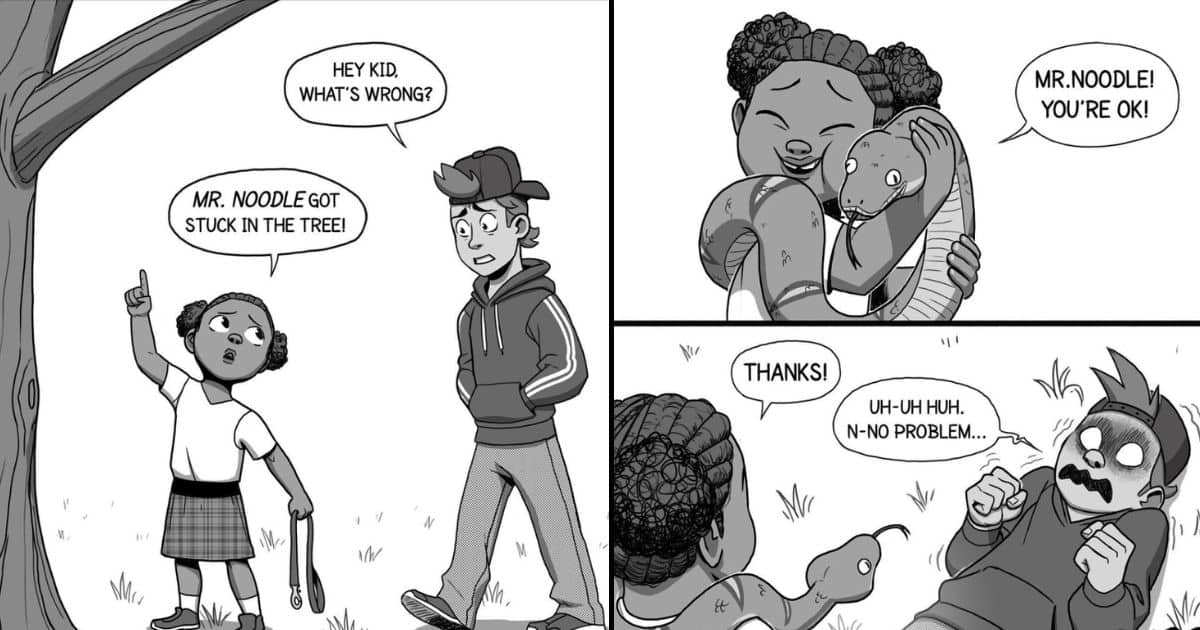 HEY KID,
WHAT'S WRONG?
MR. NOODLE GOT
STUCK IN THE TREE!
MR.NOODLE!
YOU'RE OK!
THANKS!
UH-UH HUH.
N-NO PROBLEM...